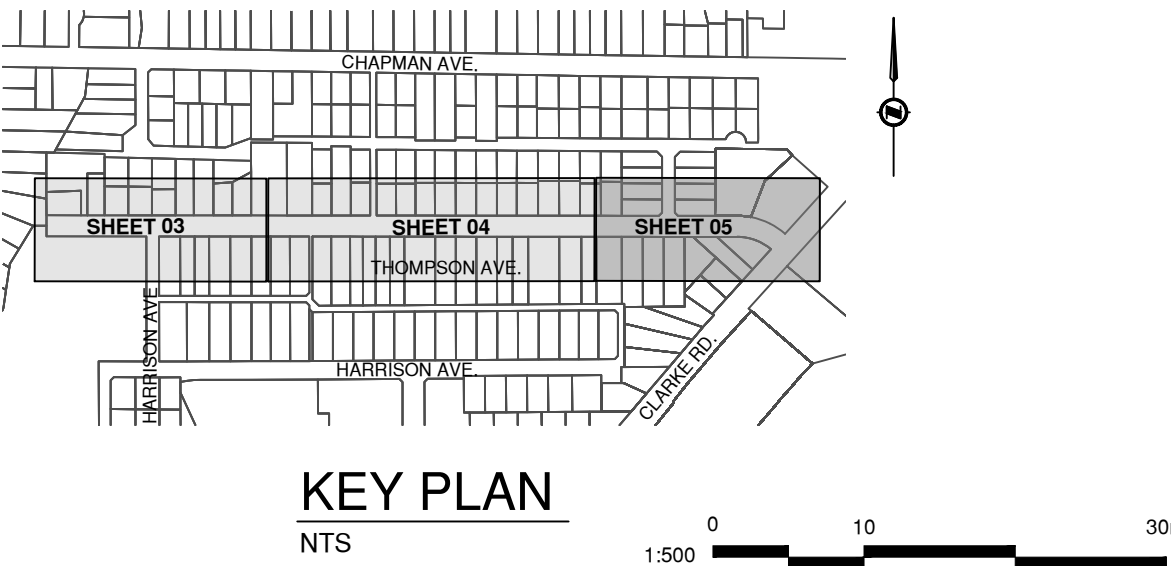 CHAPMAN AVE.
SHEET 03
SHEET 04
SHEET 05
THOMPSON AVE.
HARRISON AVE
HARRISON AVE.
CLARKE RD.
KEY PLAN
NTS
0 10 30
1:500